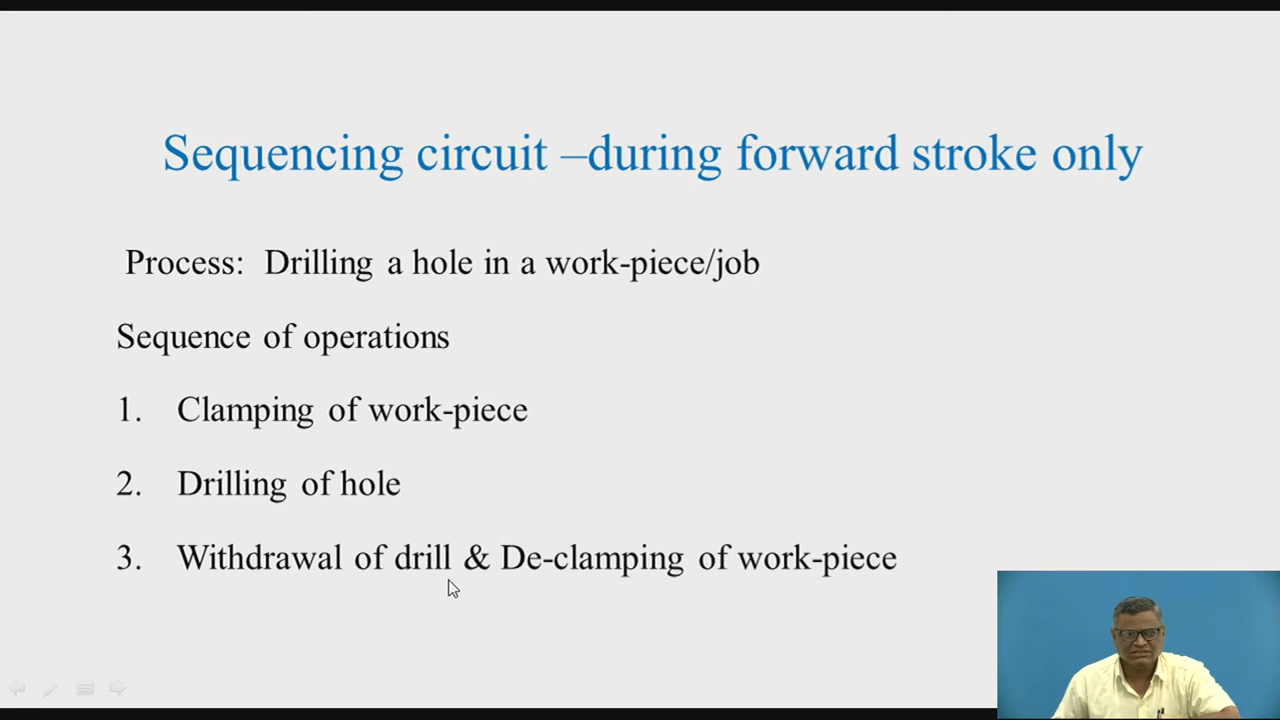 Sequencing circuit –during forward stroke only
Process: Drilling a hole in a work-piece/job
Sequence of operations
1. Clamping of work-piece
2. Drilling of hole
3. Withdrawal of drill & De-clamping of work-piece